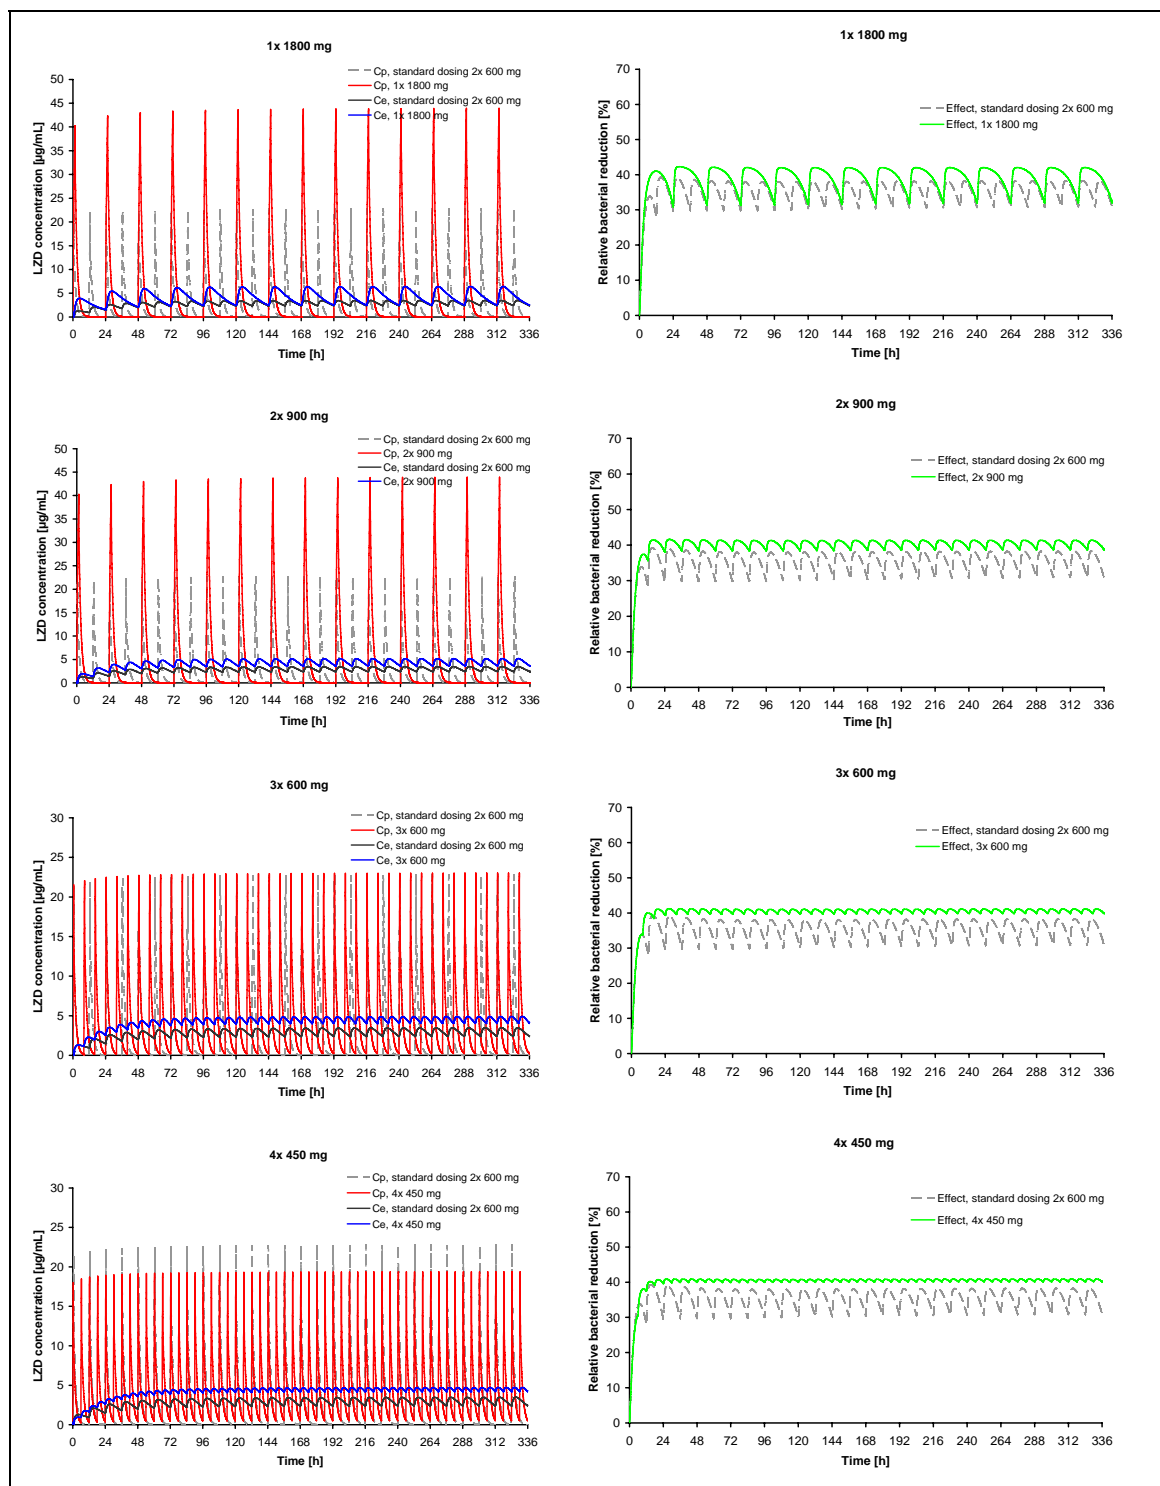 1x 1800 mg
Cp, standard dosing 2x 600 mg
Cp, 1x 1800 mg
Ce, standard dosing 2x 600 mg
Ce, 1x 1800 mg
LZD concentration [µg/mL]
50
45
40
35
30
25
20
15
10
5
0
0 24 48 72 96 120 144 168 192 216 240 264 288 312 336
Time [h]
1x 1800 mg
Effect, standard dosing 2x 600 mg
Effect, 1x 1800 mg
Relative bacterial reduction [%]
70
60
50
40
30
20
10
0
0 24 48 72 96 120 144 168 192 216 240 264 288 312 336
Time [h]
2x 900 mg
Cp, standard dosing 2x 600 mg
Cp, 2x 900 mg
Ce, standard dosing 2x 600 mg
Ce, 2x 900 mg
LZD concentration [µg/mL]
50
45
40
35
30
25
20
15
10
5
0
0 24 48 72 96 120 144 168 192 216 240 264 288 312 336
Time [h]
2x 900 mg
Effect, standard dosing 2x 600 mg
Effect, 2x 900 mg
Relative bacterial reduction [%]
70
60
50
40
30
20
10
0
0 24 48 72 96 120 144 168 192 216 240 264 288 312 336
Time [h]
3x 600 mg
Cp, standard dosing 2x 600 mg
Cp, 3x 600 mg
Ce, standard dosing 2x 600 mg
Ce, 3x 600 mg
LZD concentration [µg/mL]
30
25
20
15
10
5
0
0 24 48 72 96 120 144 168 192 216 240 264 288 312 336
Time [h]
3x 600 mg
Effect, standard dosing 2x 600 mg
Effect, 3x 600 mg
Relative bacterial reduction [%]
70
60
50
40
30
20
10
0
0 24 48 72 96 120 144 168 192 216 240 264 288 312 336
Time [h]
4x 450 mg
Cp, standard dosing 2x 600 mg
Cp, 4x 450 mg
Ce, standard dosing 2x 600 mg
Ce, 4x 450 mg
LZD concentration [µg/mL]
30
25
20
15
10
5
0
0 24 48 72 96 120 144 168 192 216 240 264 288 312 336
Time [h]
4x 450 mg
Effect, standard dosing 2x 600 mg
Effect, 4x 450 mg
Relative bacterial reduction [%]
70
60
50
40
30
20
10
0
0 24 48 72 96 120 144 168 192 216 240 264 288 312 336
Time [h]